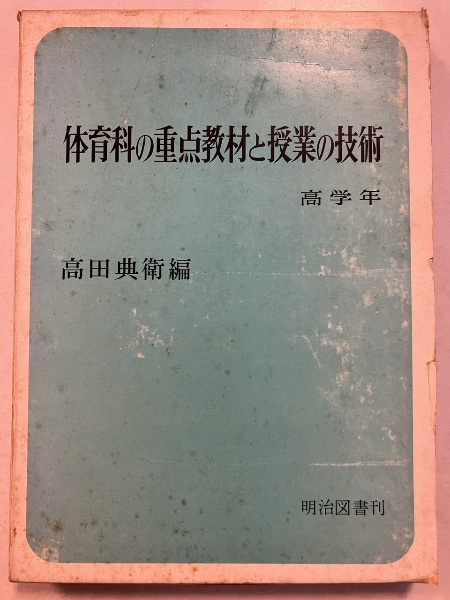 体育科の重点教材と授業の技術
高学年
高田典衛編
明治図書刊